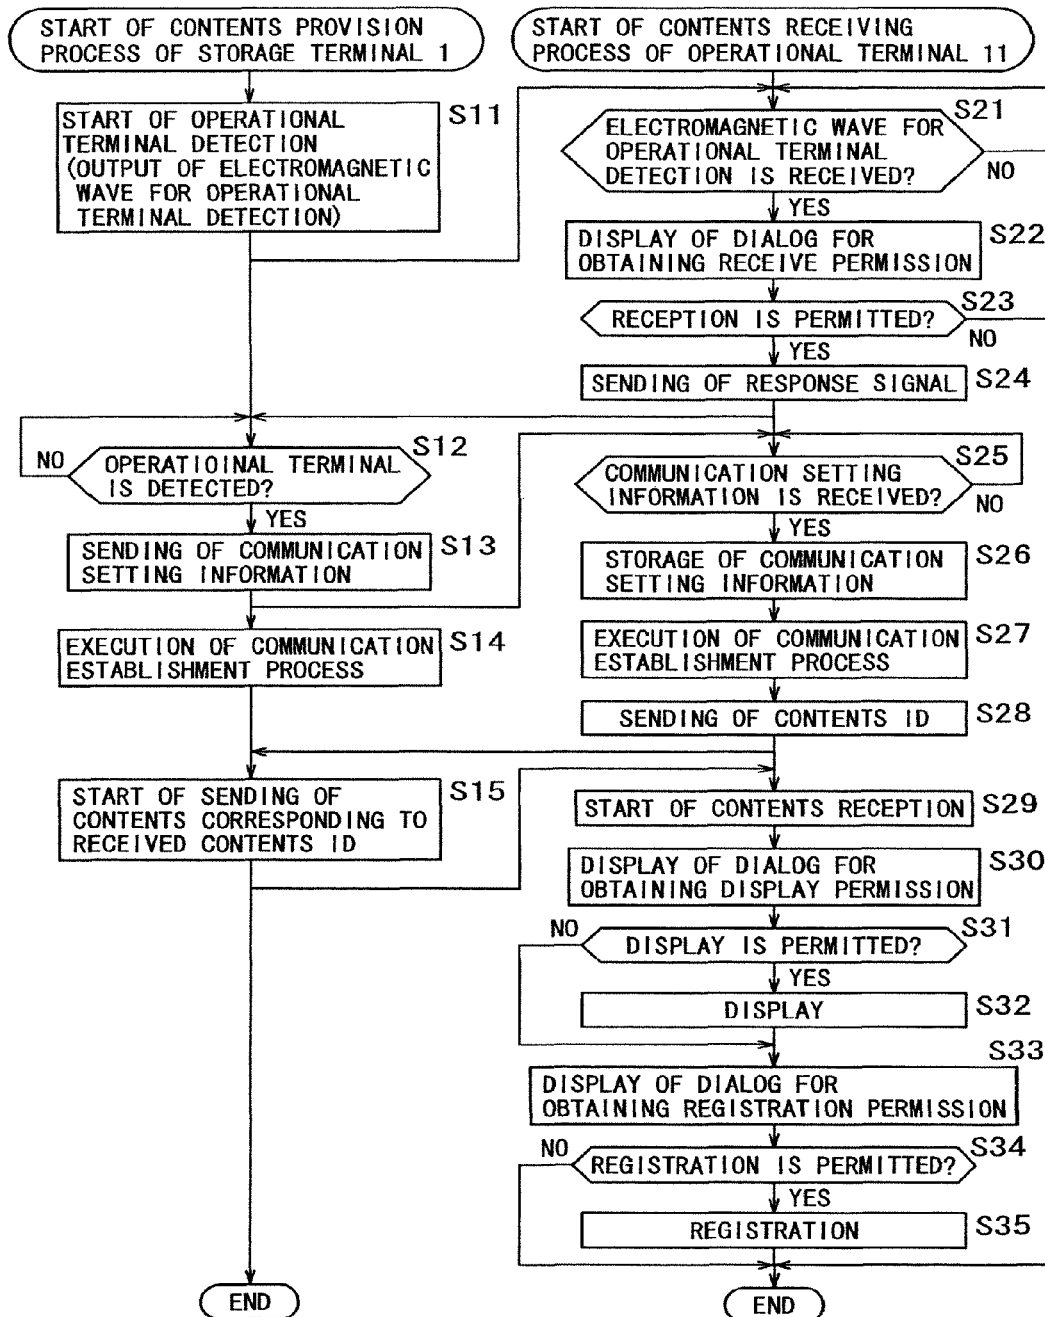 START OF CONTENTS PROVISION
PROCESS OF STORAGE TERMINAL 1
START OF OPERATIONAL
TERMINAL DETECTION
(OUTPUT OF ELECTROMAGNETIC
WAVE FOR OPERATIONAL
TERMINAL DETECTION)
S11
NO
OPERATIOINAL TERMINAL
IS DETECTED?
S12
YES
SENDING OF COMMUNICATION
SETTING INFORMATION
S13
EXECUTION OF COMMUNICATION
ESTABLISHMENT PROCESS
S14
START OF SENDING OF
CONTENTS CORRESPONDING TO
RECEIVED CONTENTS ID
S15
END
START OF CONTENTS RECEIVING
PROCESS OF OPERATIONAL TERMINAL 11
S21
ELECTROMAGNETIC WAVE FOR
OPERATIONAL TERMINAL
DETECTION IS RECEIVED?
NO
YES
DISPLAY OF DIALOG FOR
OBTAINING RECEIVE PERMISSION
S22
RECEPTION IS PERMITTED?
S23
NO
YES
SENDING OF RESPONSE SIGNAL
S24
COMMUNICATION SETTING
INFORMATION IS RECEIVED?
S25
NO
YES
STORAGE OF COMMUNICATION
SETTING INFORMATION
S26
EXECUTION OF COMMUNICATION
ESTABLISHMENT PROCESS
S27
SENDING OF CONTENTS ID
S28
START OF CONTENTS RECEPTION
S29
DISPLAY OF DIALOG FOR
OBTAINING DISPLAY PERMISSION
S30
NO
DISPLAY IS PERMITTED?
S31
YES
DISPLAY
S32
S33
DISPLAY OF DIALOG FOR
OBTAINING REGISTRATION PERMISSION
NO
REGISTRATION IS PERMITTED?
S34
YES
REGISTRATION
S35
END